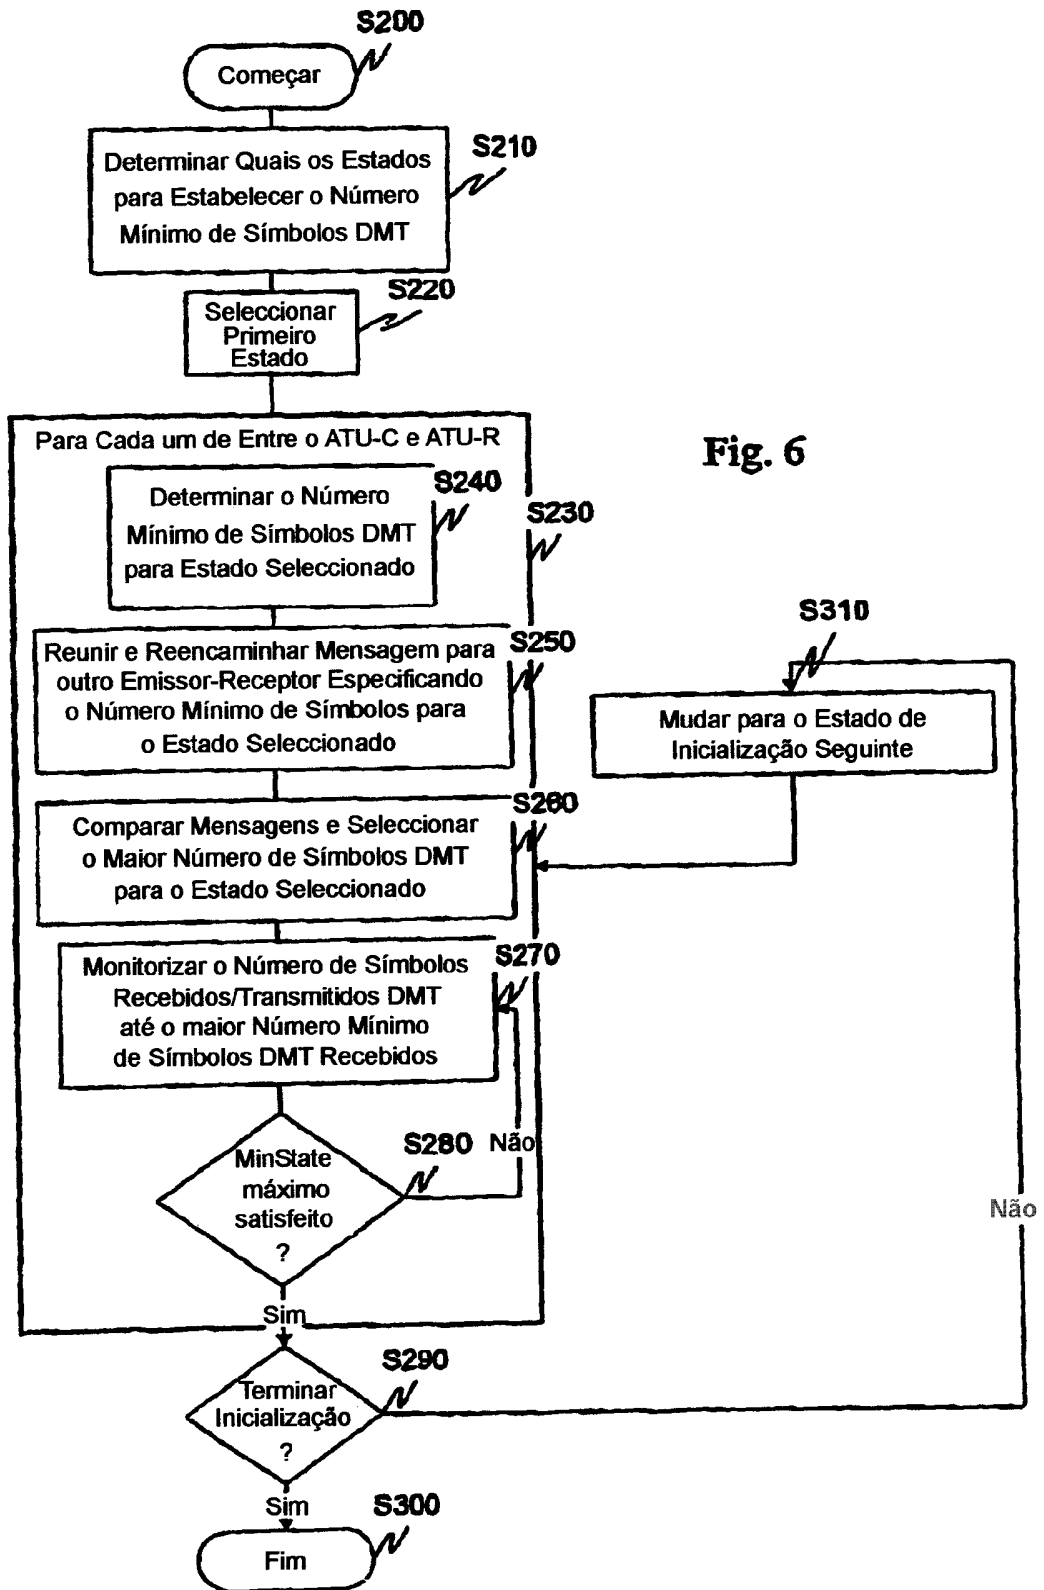 S200
Começar
S210
Determinar Quais os Estados
para Estabelecer o Número
Mínimo de Símbolos DMT
S220
Seleccionar
Primeiro
Estado
Para Cada um de Entre o ATU-C e ATU-R
Fig. 6
S240
Determinar o Número
Mínimo de Símbolos DMT
para Estado Seleccionado
S230
S250
Reunir e Reencaminhar Mensagem para
outro Emissor-Receptor Especificando
o Número Mínimo de Símbolos para
o Estado Seleccionado
S310
Mudar para o Estado de
Inicialização Seguinte
S260
Comparar Mensagens e Seleccionar
o Maior Número de Símbolos DMT
para o Estado Seleccionado
S270
Monitorizar o Número de Símbolos
Recebidos/Transmitidos DMT
até o maior Número Mínimo
de Símbolos DMT Recebidos
S280
Não
MinState
máximo
satisfeito
?
Não
Sim
S290
Terminar
Inicialização
?
Sim
S300
Fim